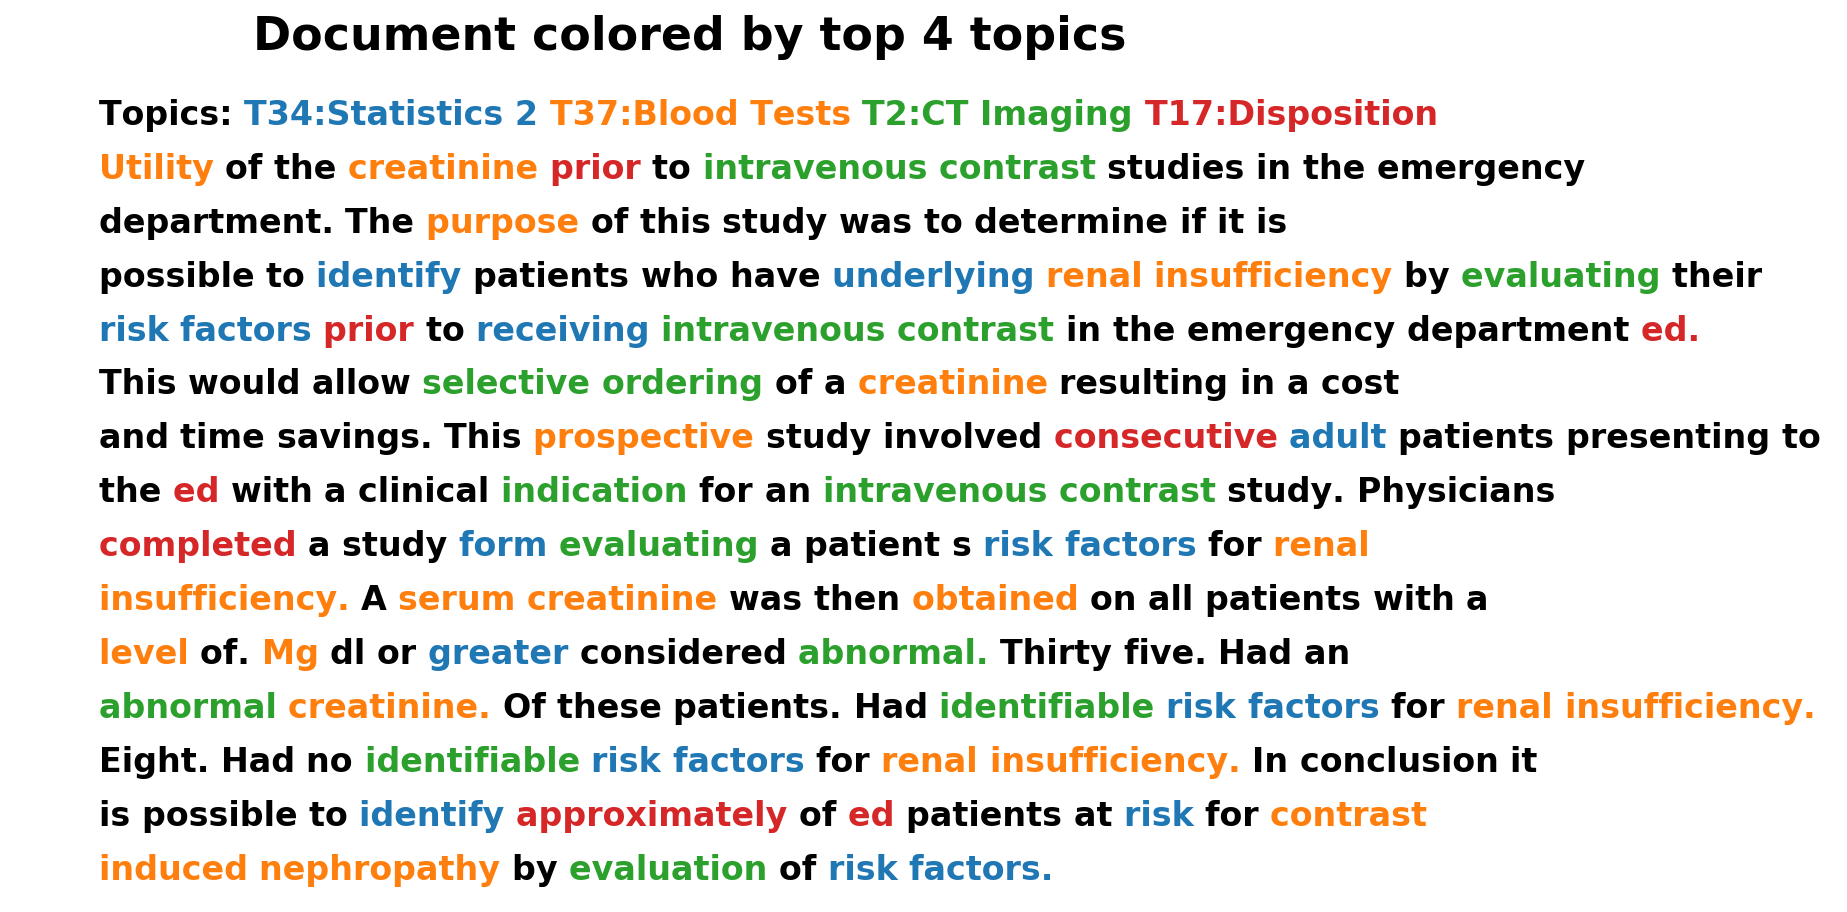 Document colored by top 4 topics
Topics: T34:Statistics 2 T37:Blood Tests T2:CT Imaging T17:Disposition
Utility of the creatinine prior to intravenous contrast studies in the emergency
department. The purpose of this study was to determine if it is
possible to identify patients who have underlying renal insufficiency by evaluating their
risk factors prior to receiving intravenous contrast in the emergency department ed.
This would allow selective ordering of a creatinine resulting in a cost
and time savings. This prospective study involved consecutive adult patients presenting to
the ed with a clinical indication for an intravenous contrast study. Physicians
completed a study form evaluating a patient s risk factors for renal
insufficiency. A serum creatinine was then obtained on all patients with a
level of. Mg dl or greater considered abnormal. Thirty five. Had an
abnormal creatinine. Of these patients. Had identifiable risk factors for renal insufficiency.
Eight. Had no identifiable risk factors for renal insufficiency. In conclusion it
is possible to identify approximately of ed patients at risk for contrast
induced nephropathy by evaluation of risk factors.